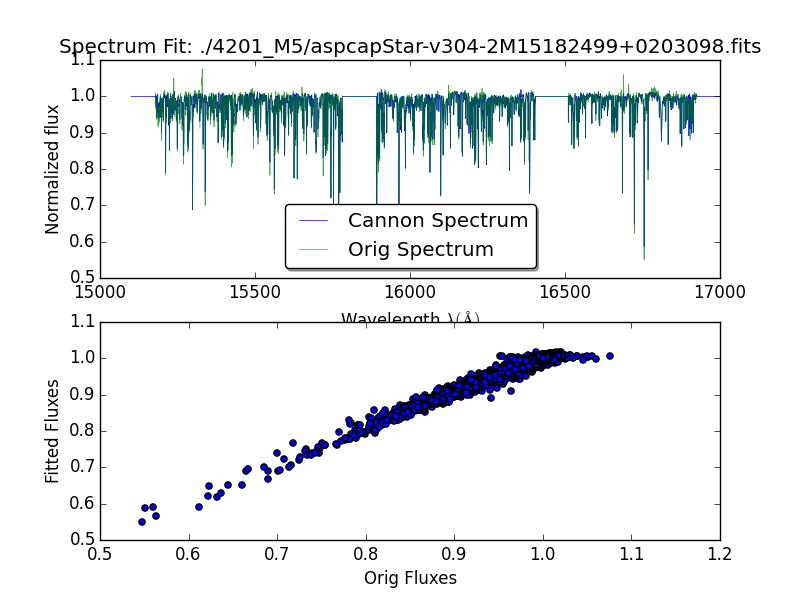 Spectrum Fit: ./4201_M5/aspcapStar-v304-2M15182499+0203098.fits
1.1
1.0
0.9
0.8
0.7
0.6
0.5
Normalized flux
Cannon Spectrum
Orig Spectrum
15000 15500 16000 16500 17000
Wavelength λ(Å)
1.1
1.0
0.9
0.8
0.7
0.6
0.5
Fitted Fluxes
0.5 0.6 0.7 0.8 0.9 1.0 1.1 1.2
Orig Fluxes